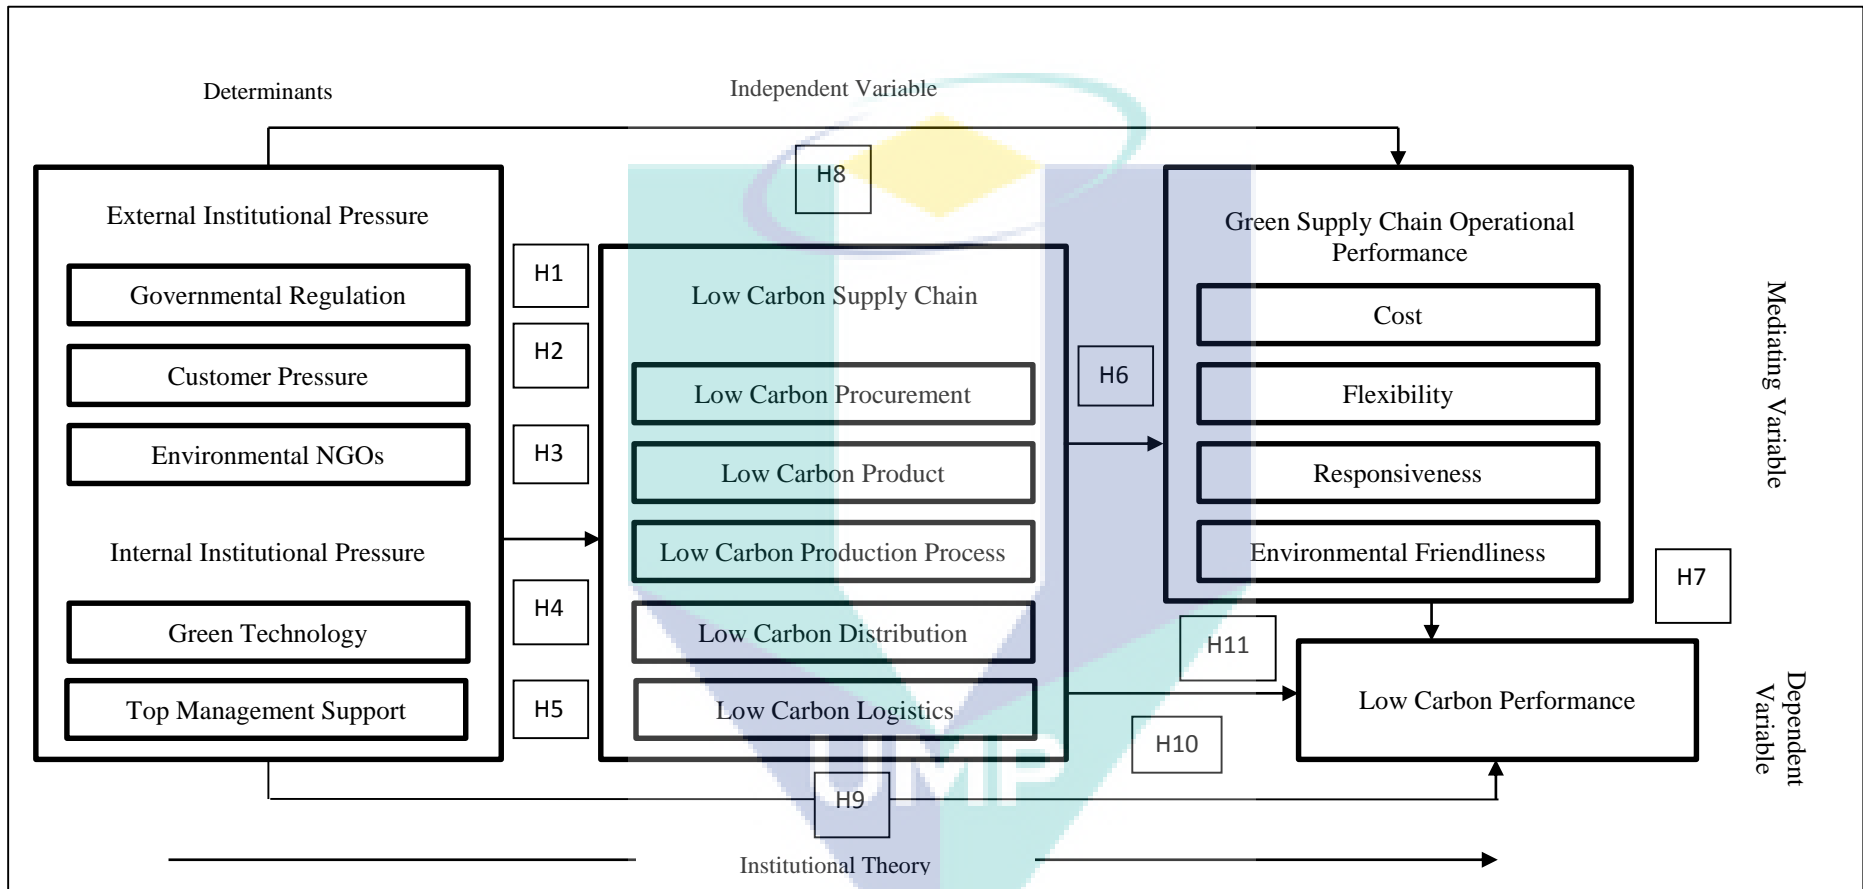 Determinants
Independent Variable
H8
External Institutional Pressure
Governmental Regulation
Customer Pressure
Environmental NGOs
Internal Institutional Pressure
Green Technology
Top Management Support
H1
H2
H3
H4
H5
Low Carbon Supply Chain
Low Carbon Procurement
Low Carbon Product
Low Carbon Production Process
Low Carbon Distribution
Low Carbon Logistics
UMP
H6
Green Supply Chain Operational
Performance
Cost
Flexibility
Responsiveness
Environmental Friendliness
Mediating Variable
H7
H11
H10
Low Carbon Performance
Dependent
Variable
H9
Institutional Theory